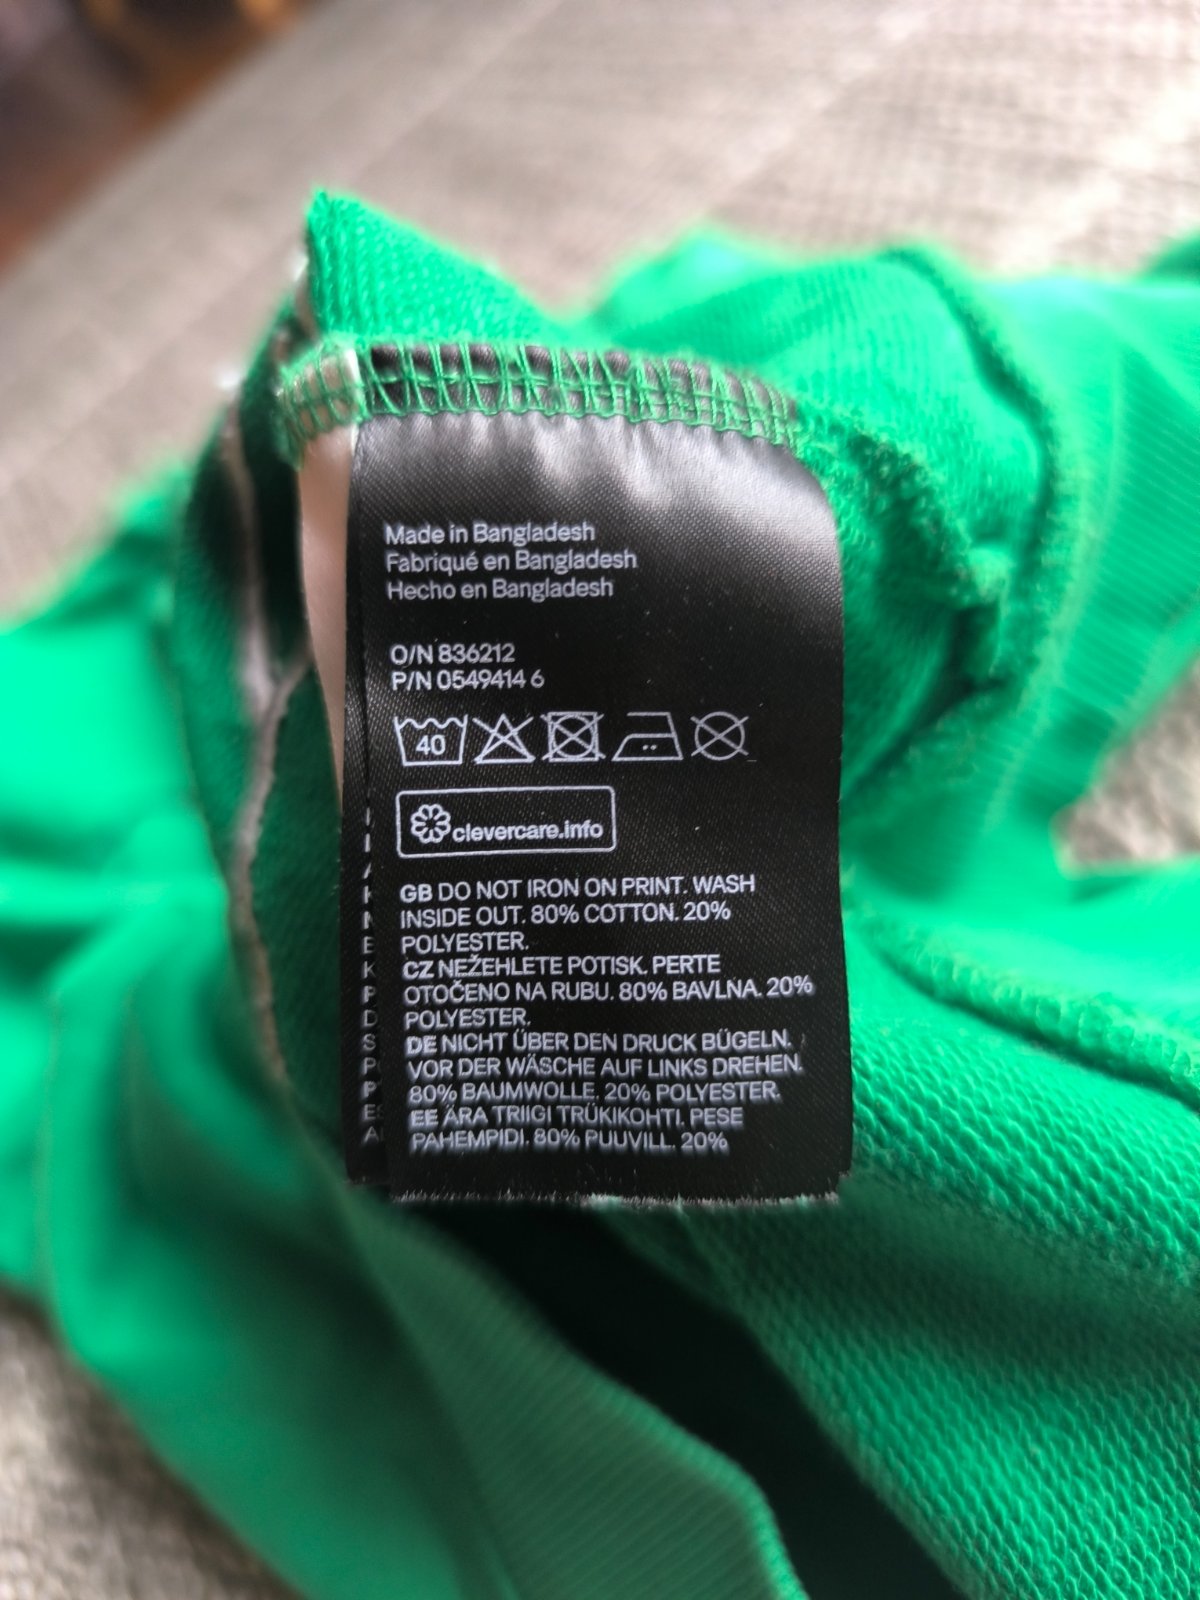 Made in Bangladesh
Fabriqué en Bangladesh
Hecho en Bangladesh
O/N 836212
P/N 0549414 6
40
clevercare.info
GB DO NOT IRON ON PRINT. WASH
INSIDE OUT. 80% COTTON. 20%
POLYESTER.
CZ NEŽEHLETE POTISK. PERTE
OTOČENO NA RUBU. 80% BAVLNA. 20%
POLYESTER.
DE NICHT ÜBER DEN DRUCK BÜGELN.
VOR DER WÄSCHE AUF LINKS DREHEN.
80% BAUMWOLLE, 20% POLYESTER.
EE ÄRA TRIIGI TRÜKIKOHTI. PESE
PAHEMPIDI. 80% PUUVILL. 20%